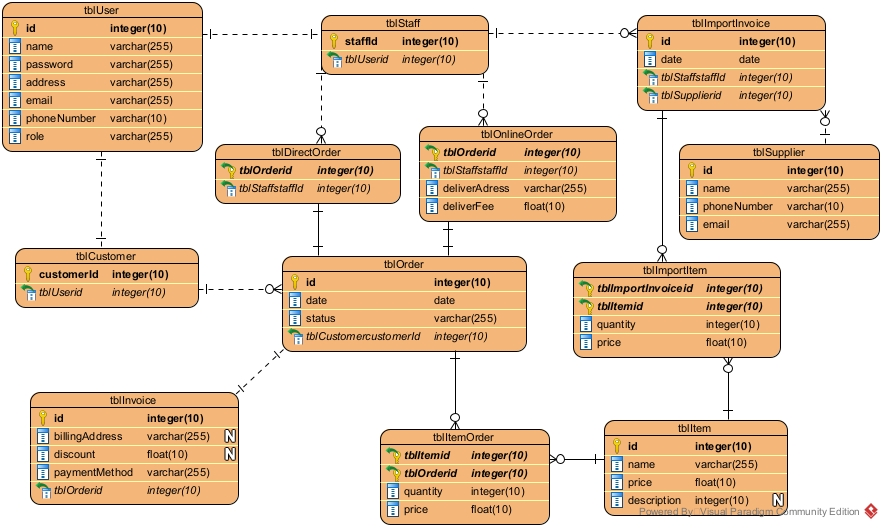 tblUser
id integer(10)
name varchar(255)
password varchar(255)
address varchar(255)
email varchar(255)
phoneNumber varchar(10)
role varchar(255)
tblStaff
staffId integer(10)
tblUserid integer(10)
tblImportInvoice
id integer(10)
date date
tblStaffstaffId integer(10)
tblSupplierid integer(10)
tblDirectOrder
tblOrderid integer(10)
tblStaffstaffId integer(10)
tblOnlineOrder
tblOrderid integer(10)
tblStaffstaffId integer(10)
deliverAdress varchar(255)
deliverFee float(10)
tblSupplier
id integer(10)
name varchar(255)
phoneNumber varchar(10)
email varchar(255)
tblCustomer
customerId integer(10)
tblUserid integer(10)
tblOrder
id integer(10)
date date
status varchar(255)
tblCustomercustomerId integer(10)
tblImportItem
tblImportInvoiceid integer(10)
tblItemid integer(10)
quantity integer(10)
price float(10)
tblInvoice
id integer(10)
billingAddress varchar(255) N
discount float(10) N
paymentMethod varchar(255)
tblOrderid integer(10)
tblItemOrder
tblItemid integer(10)
tblOrderid integer(10)
quantity integer(10)
price float(10)
tblItem
id integer(10)
name varchar(255)
price float(10)
description integer(10) N
Powered By: Visual Paradigm Community Edition